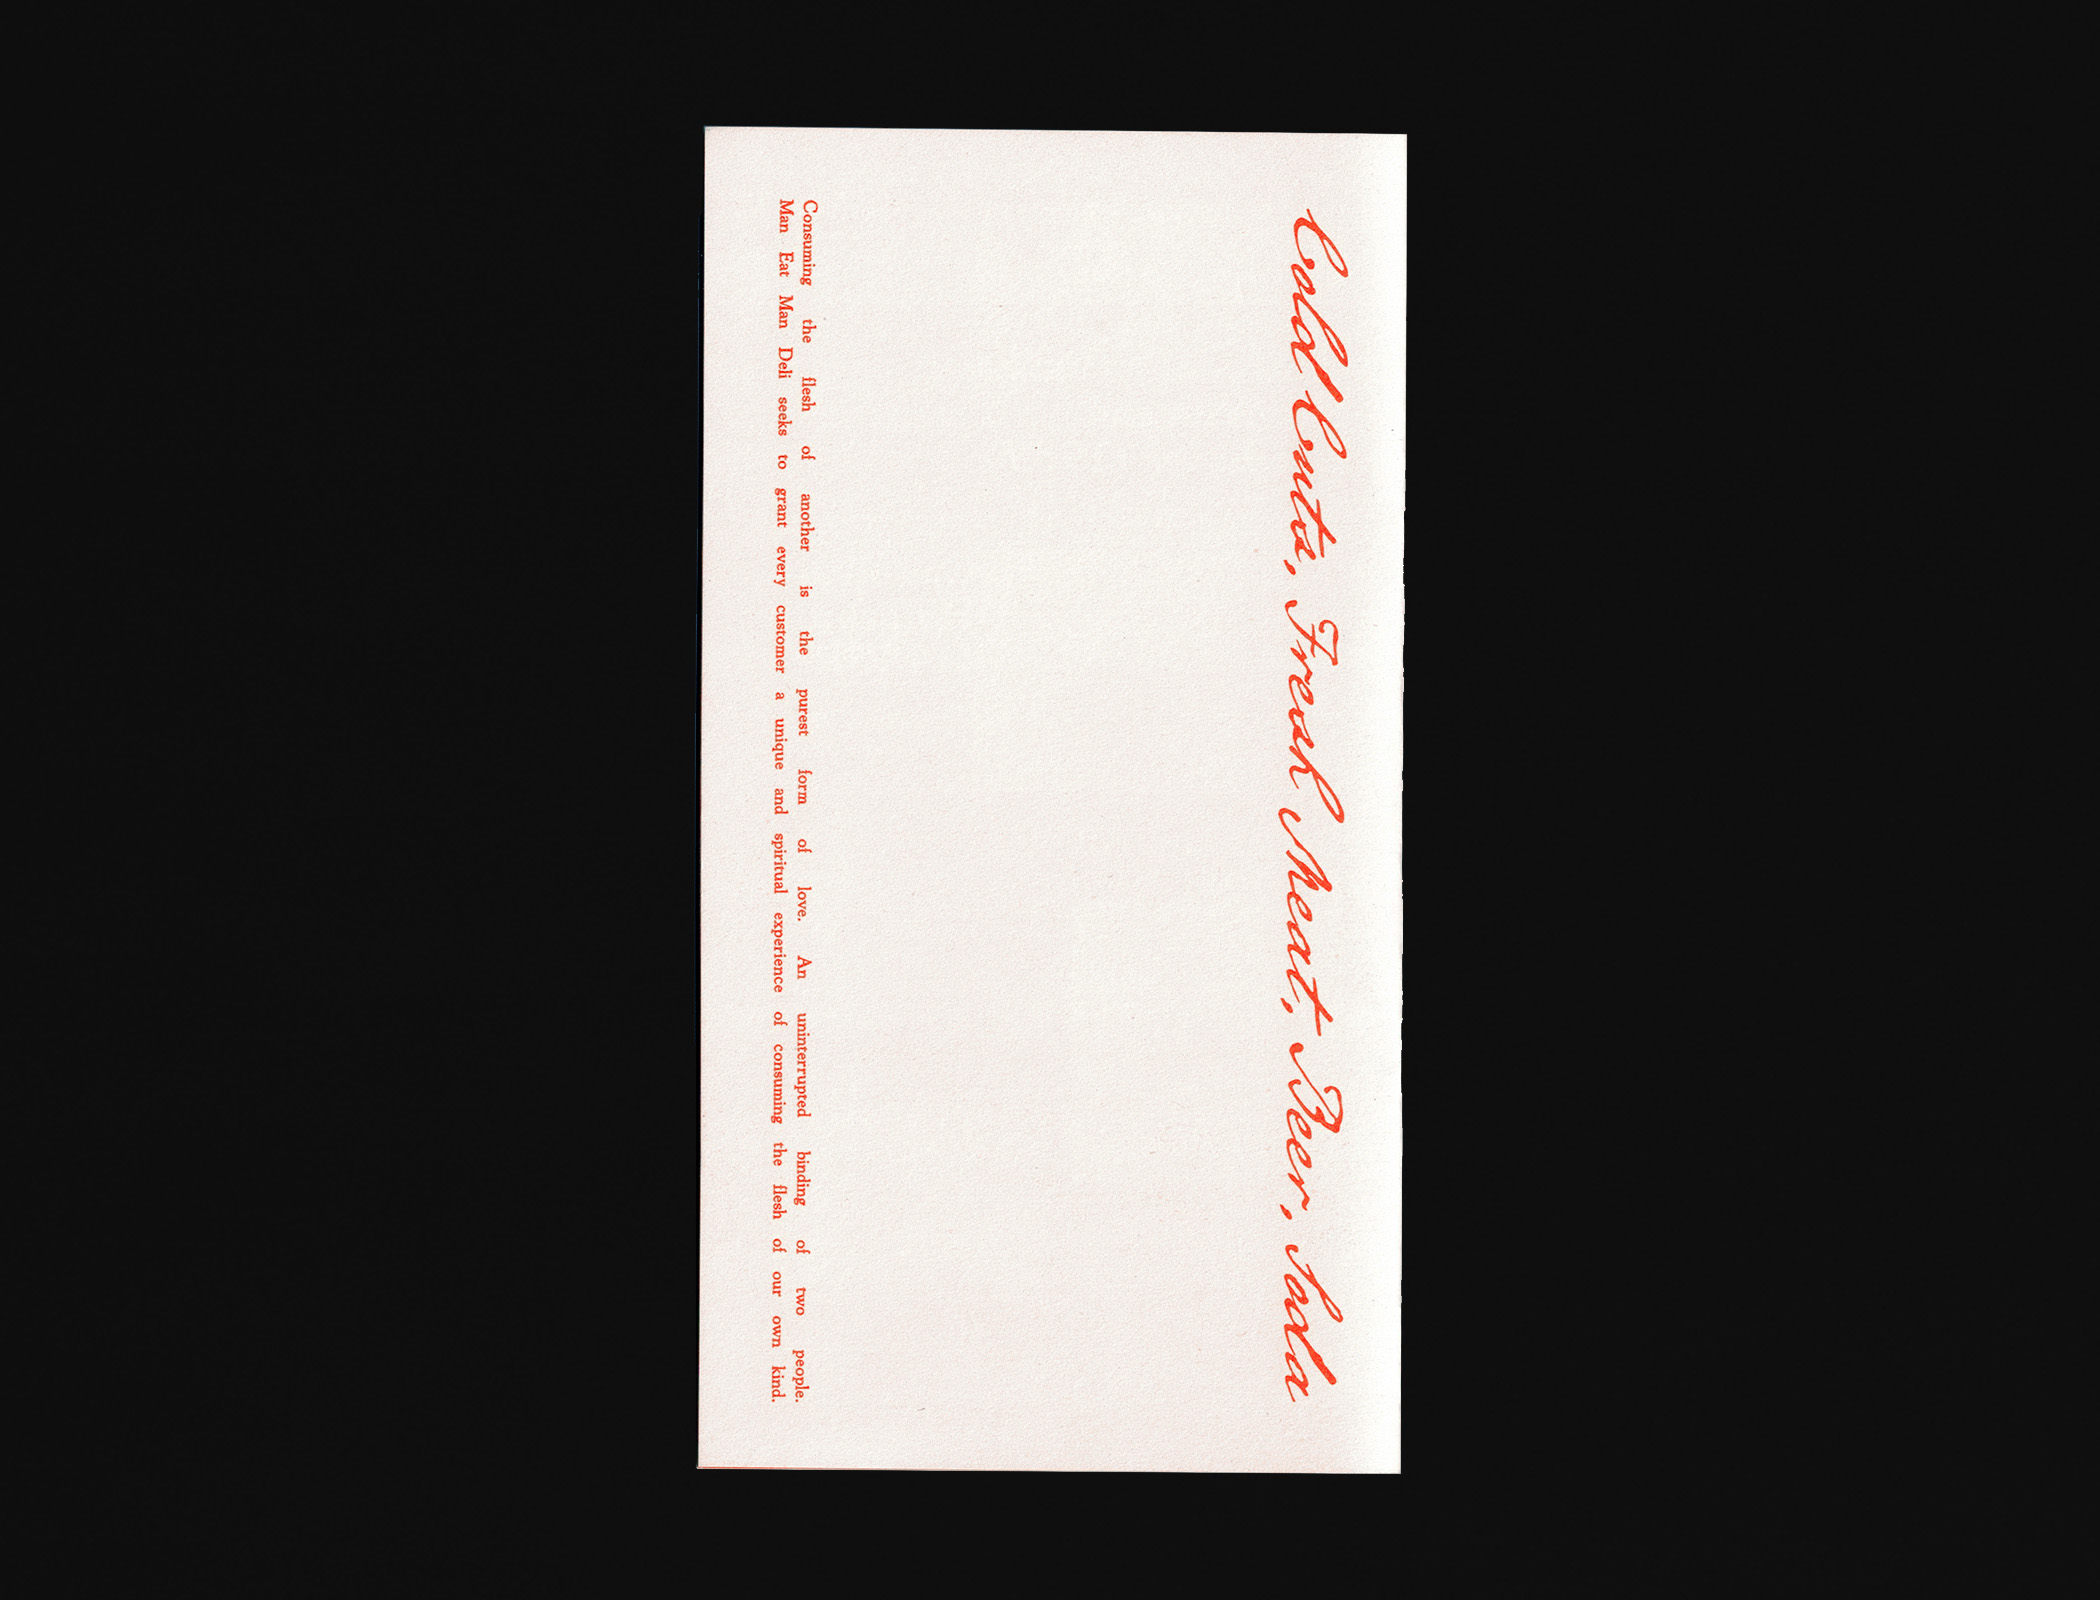 Cold Cuts, Fresh Meat, Beer, Soda
Consuming the flesh of another is the purest form of love. An uninterrupted binding of two people.
Man Eat Man Deli seeks to grant every customer a unique and spiritual experience of consuming the flesh of our own kind.